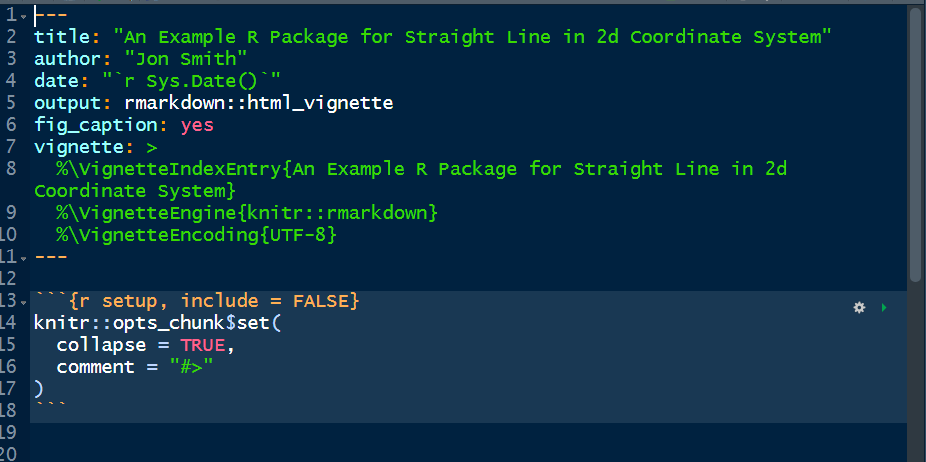 1 ---
2 title: "An Example R Package for Straight Line in 2d Coordinate System"
3 author: "Jon Smith"
4 date: "`r Sys.Date()`"
5 output: rmarkdown::html_vignette
6 fig_caption: yes
7 vignette: >
8   %\VignetteIndexEntry{An Example R Package for Straight Line in 2d
Coordinate System}
9   %\VignetteEngine{knitr::rmarkdown}
10   %\VignetteEncoding{UTF-8}
11 ---
12
13 ```{r setup, include = FALSE}
14 knitr::opts_chunk$set(
15   collapse = TRUE,
16   comment = "#>"
17 )
18 ```
19
20